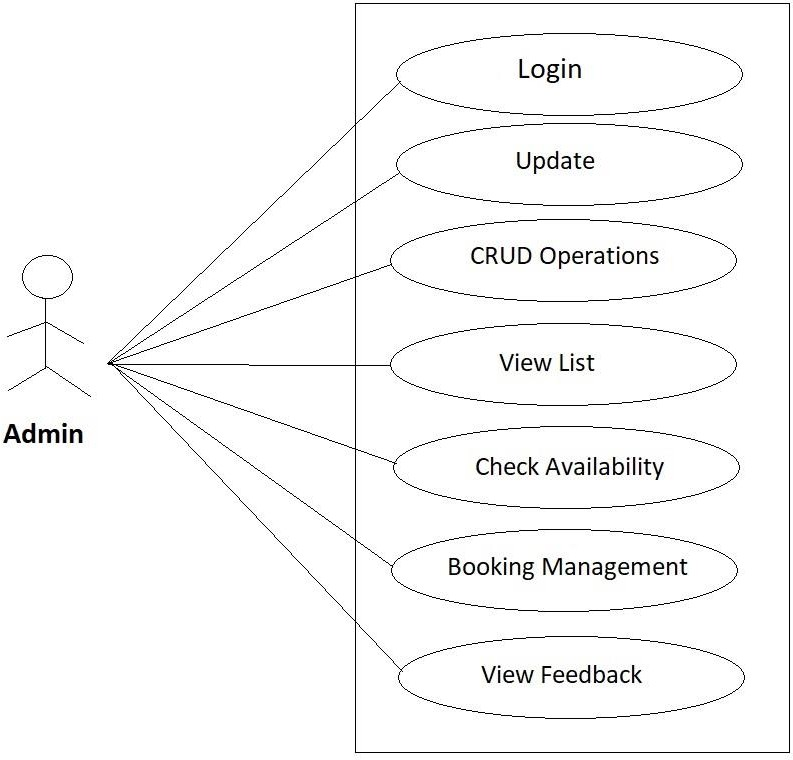 Login
Update
CRUD Operations
View List
Admin
Check Availability
Booking Management
View Feedback